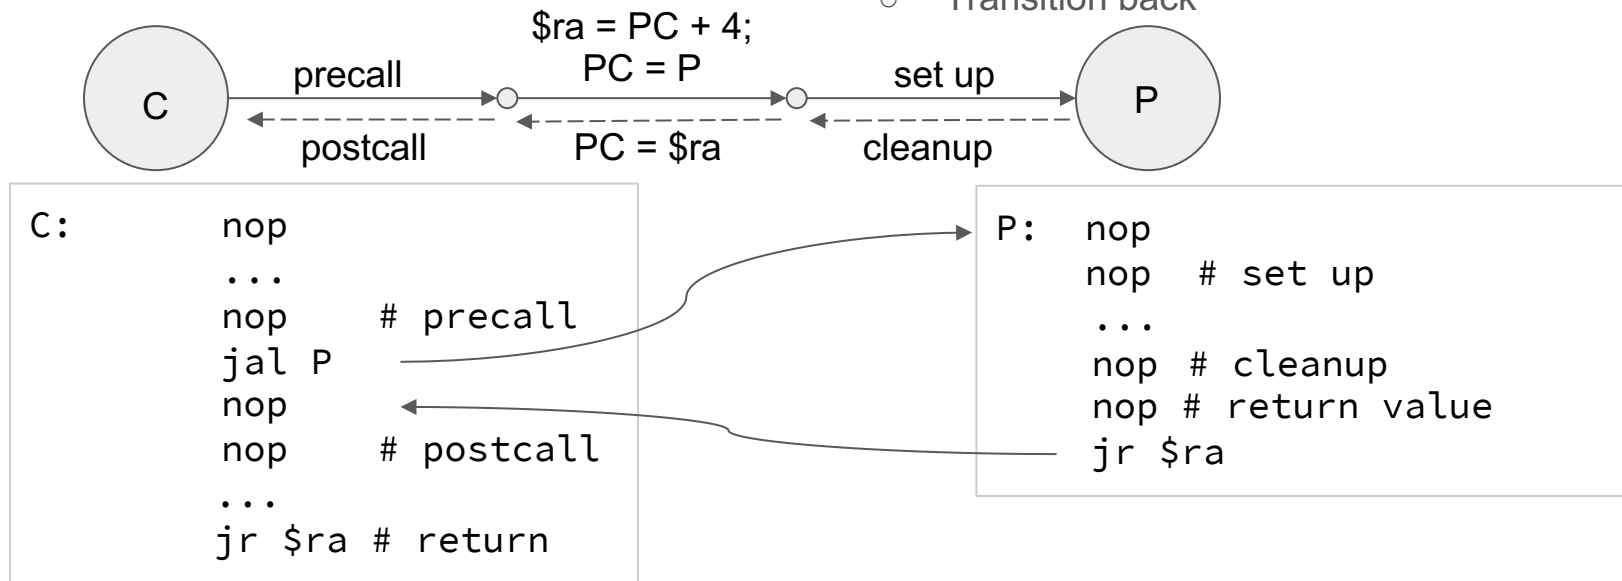 ○ Transition back
$ra = PC + 4;
PC = P
precall
set up
C
P
postcall
PC = $ra
cleanup
C: nop
...
nop # precall
jal P
nop
nop # postcall
...
jr $ra # return
P: nop
nop # set up
...
nop # cleanup
nop # return value
jr $ra